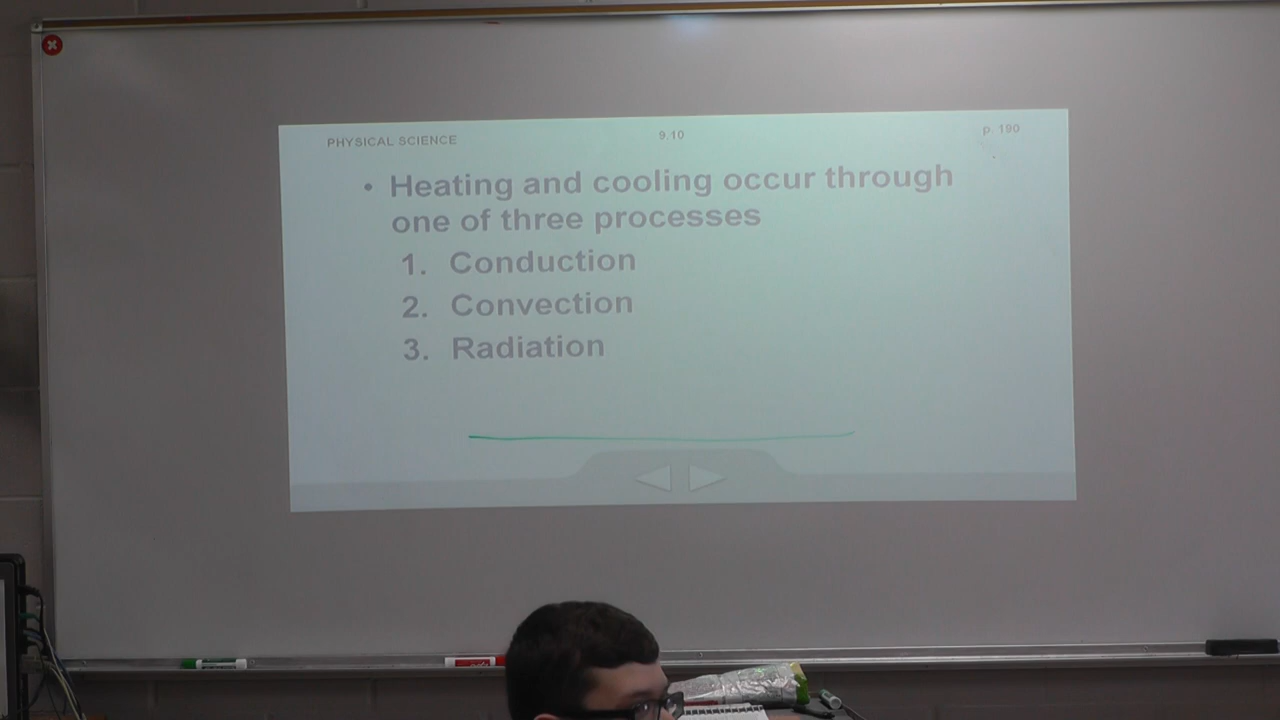 PHYSICAL SCIENCE 9.10 p. 190
• Heating and cooling occur through
one of three processes
1. Conduction
2. Convection
3. Radiation